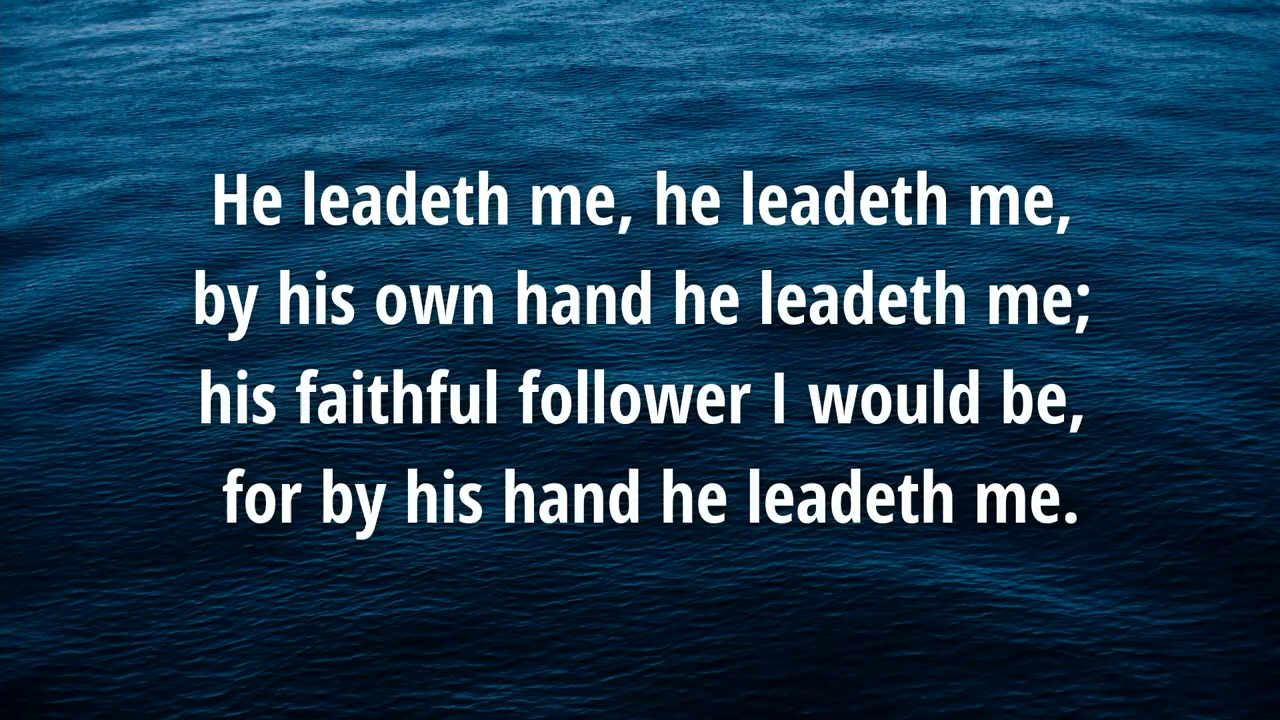 He leadeth me, he leadeth me,
by his own hand he leadeth me;
his faithful follower I would be,
for by his hand he leadeth me.